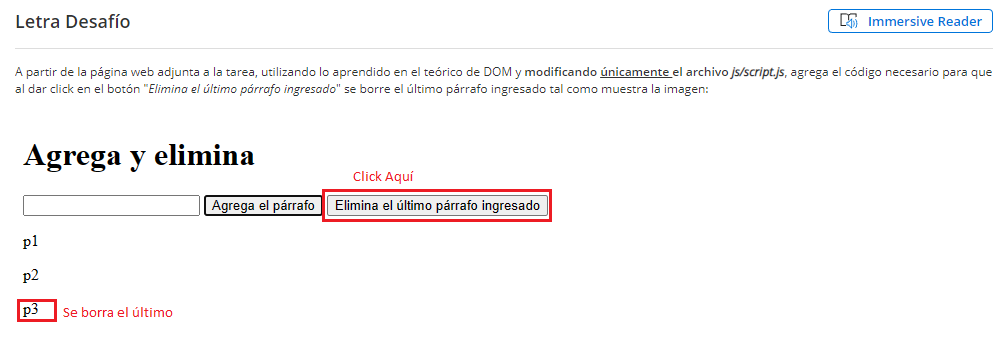 Letra Desafío
Immersive Reader
A partir de la página web adjunta a la tarea, utilizando lo aprendido en el teórico de DOM y modificando únicamente el archivo js/script.js, agrega el código necesario para que
al dar click en el botón "Elimina el último párrafo ingresado" se borre el último párrafo ingresado tal como muestra la imagen:
Agrega y elimina
Click Aquí
Agrega el párrafo Elimina el último párrafo ingresado
p1
p2
p3 Se borra el último